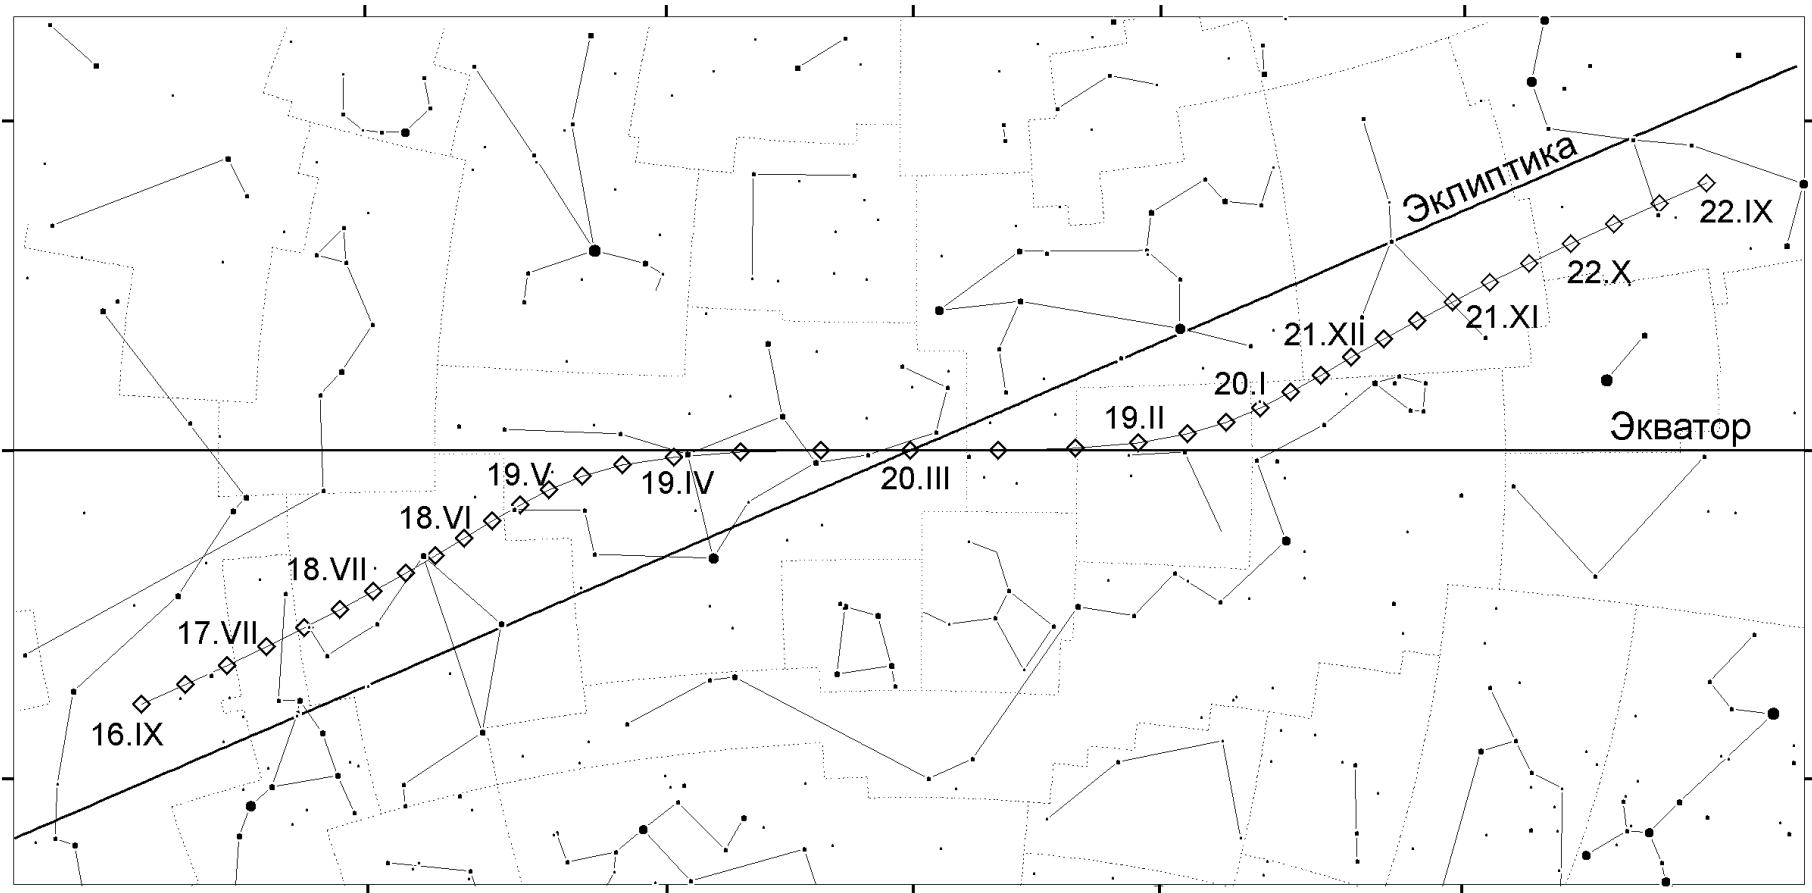 Эклиптика
22.IX
22.X
21.XI
21.XII
20.I
19.II
Экватор
20.III
19.IV
19.V
18.VI
18.VII
17.VII
16.IX